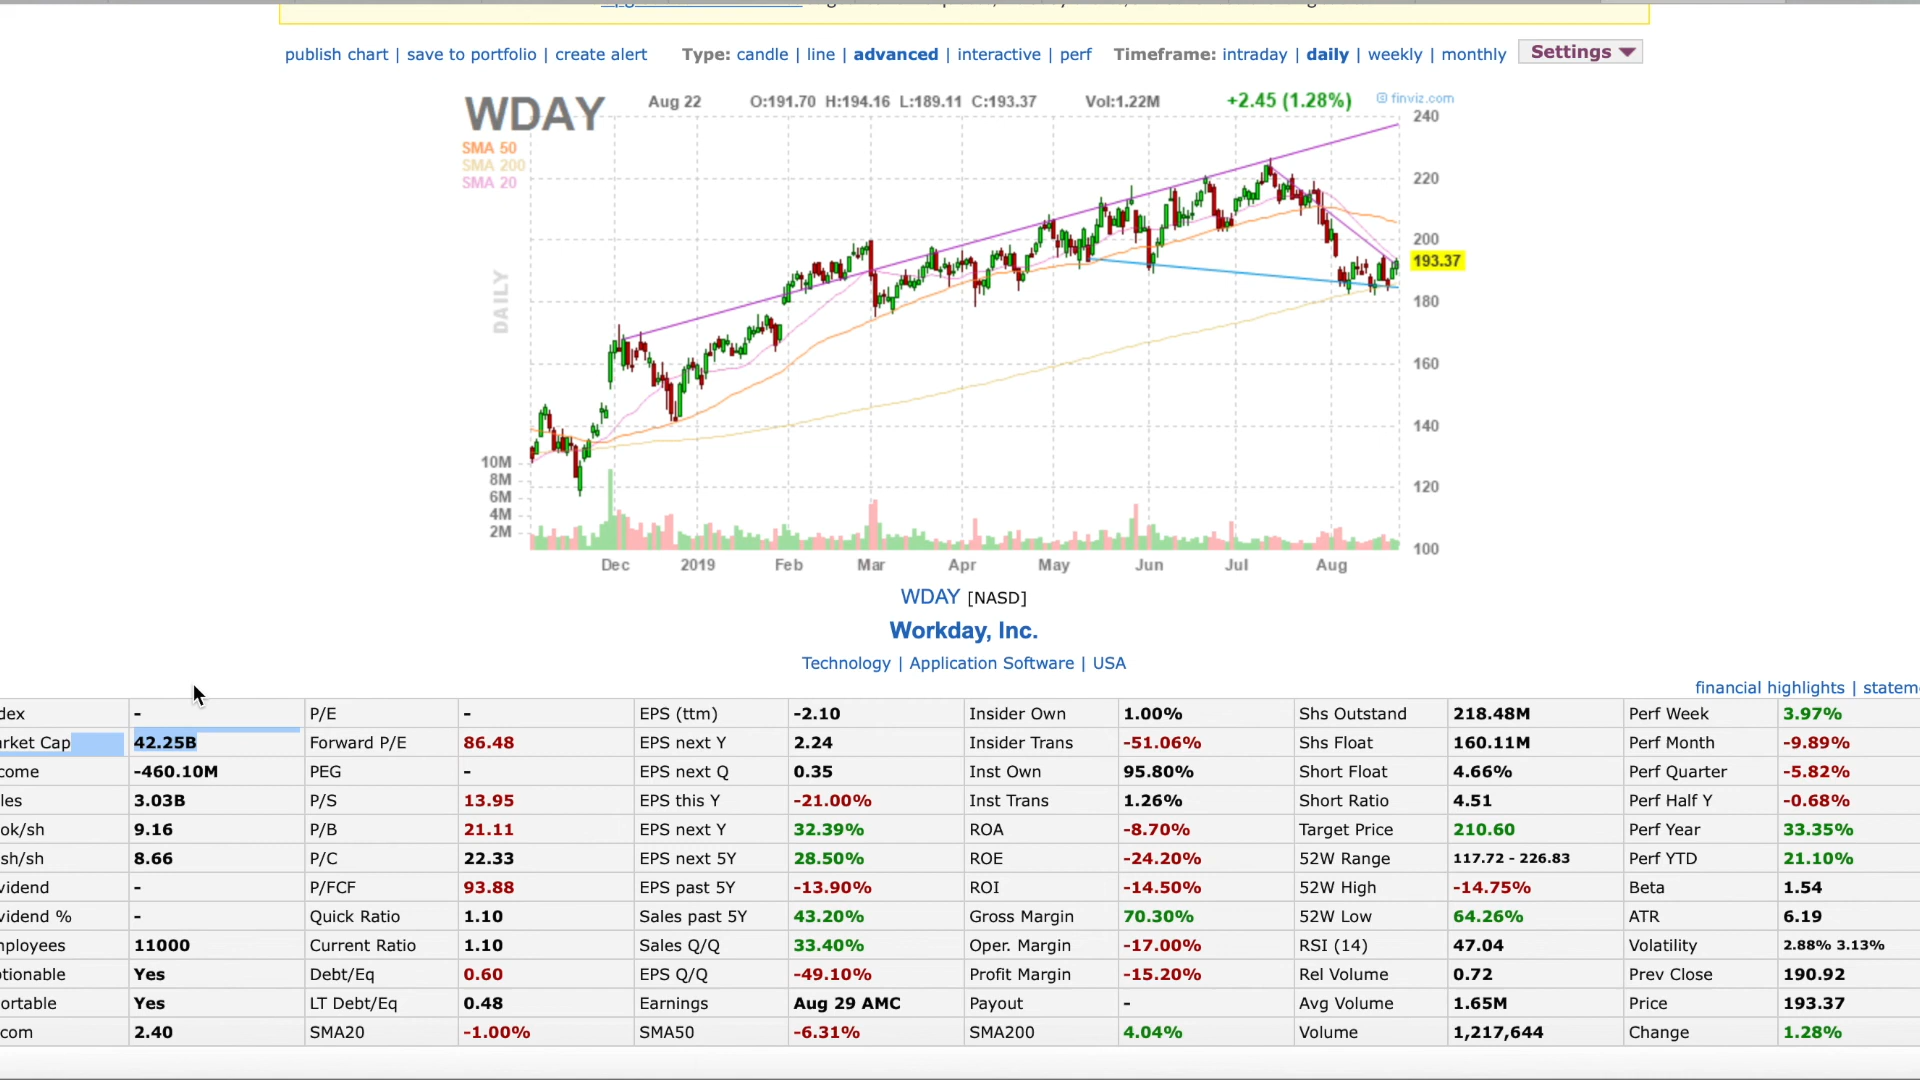 publish chart | save to portfolio | create alert Type: candle | line | advanced | interactive | perf Timeframe: intraday | daily | weekly | monthly Settings
WDAY Aug 22 O:191.70 H:194.16 L:189.11 C:193.37 Vol:1.22M +2.45 (1.28%) © finviz.com
240
SMA 50
SMA 200
SMA 20
220
200
193.37
DAILY
180
160
140
10M
8M
6M
4M
2M
120
100
Dec 2019 Feb Mar Apr May Jun Jul Aug
WDAY [NASD]
Workday, Inc.
Technology | Application Software | USA
financial highlights | statem
dex - P/E - EPS (ttm) -2.10 Insider Own 1.00% Shs Outstand 218.48M Perf Week 3.97%
rket Cap 42.25B Forward P/E 86.48 EPS next Y 2.24 Insider Trans -51.06% Shs Float 160.11M Perf Month -9.89%
come -460.10M PEG - EPS next Q 0.35 Inst Own 95.80% Short Float 4.66% Perf Quarter -5.82%
les 3.03B P/S 13.95 EPS this Y -21.00% Inst Trans 1.26% Short Ratio 4.51 Perf Half Y -0.68%
ok/sh 9.16 P/B 21.11 EPS next Y 32.39% ROA -8.70% Target Price 210.60 Perf Year 33.35%
sh/sh 8.66 P/C 22.33 EPS next 5Y 28.50% ROE -24.20% 52W Range 117.72 - 226.83 Perf YTD 21.10%
vidend - P/FCF 93.88 EPS past 5Y -13.90% ROI -14.50% 52W High -14.75% Beta 1.54
vidend % - Quick Ratio 1.10 Sales past 5Y 43.20% Gross Margin 70.30% 52W Low 64.26% ATR 6.19
nployees 11000 Current Ratio 1.10 Sales Q/Q 33.40% Oper. Margin -17.00% RSI (14) 47.04 Volatility 2.88% 3.13%
otionable Yes Debt/Eq 0.60 EPS Q/Q -49.10% Profit Margin -15.20% Rel Volume 0.72 Prev Close 190.92
ortable Yes LT Debt/Eq 0.48 Earnings Aug 29 AMC Payout - Avg Volume 1.65M Price 193.37
com 2.40 SMA20 -1.00% SMA50 -6.31% SMA200 4.04% Volume 1,217,644 Change 1.28%